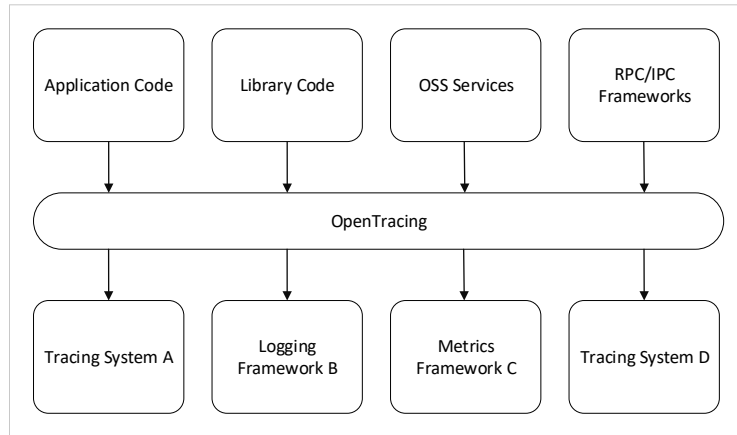 Application Code
Library Code
OSS Services
RPC/IPC
Frameworks
OpenTracing
Tracing System A
Logging
Framework B
Metrics
Framework C
Tracing System D